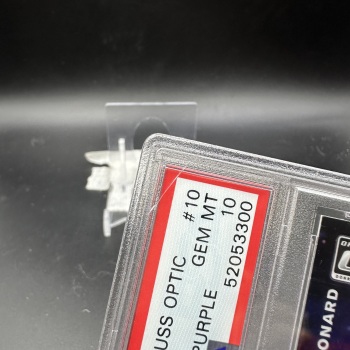 USS OPTIC #10
PURPLE GEM MT
10
52053300
ONARD